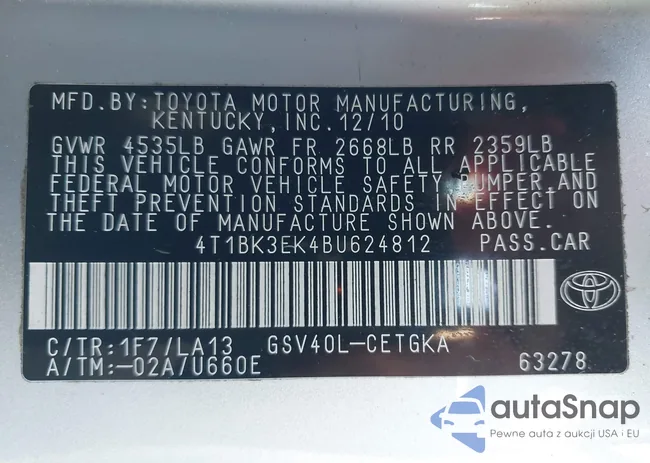 MFD.BY:TOYOTA MOTOR MANUFACTURING,
KENTUCKY,INC.12/10
GVWR 4535LB GAWR FR 2668LB RR 2359LB
THIS VEHICLE CONFORMS TO ALL APPLICABLE
FEDERAL MOTOR VEHICLE SAFETY,BUMPER,AND
THEFT PREVENTION STANDARDS IN EFFECT ON
THE DATE OF MANUFACTURE SHOWN ABOVE.
4T1BK3EK4BU624812 PASS.CAR
C/TR:1F7/LA13 GSV40L-CETGKA
A/TM:-02A/U660E 63278
autaSnap
Pewne auta z aukcji USA i EU